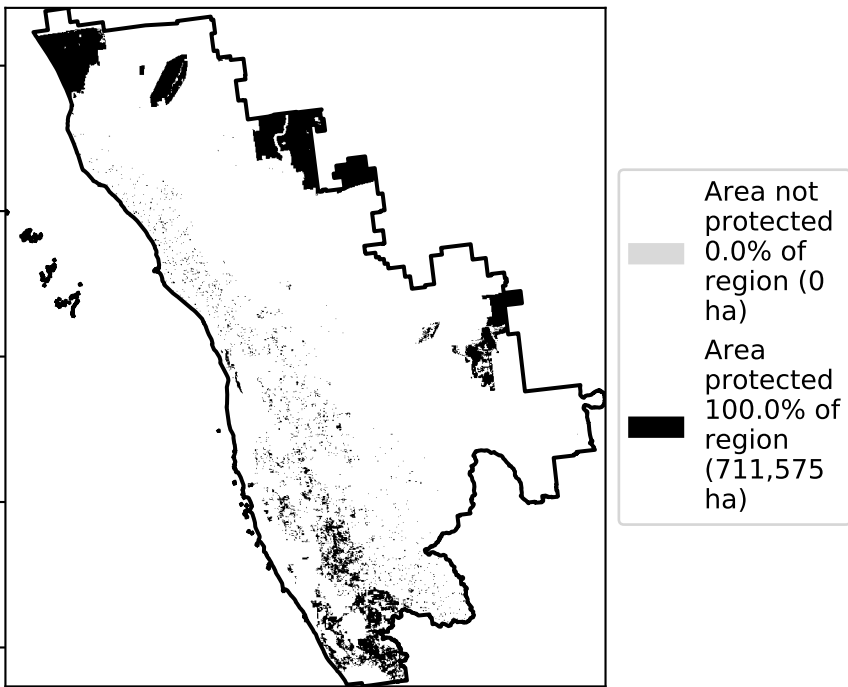 Area not
protected
0.0% of
region (0
ha)
Area
protected
100.0% of
region
(711,575
ha)